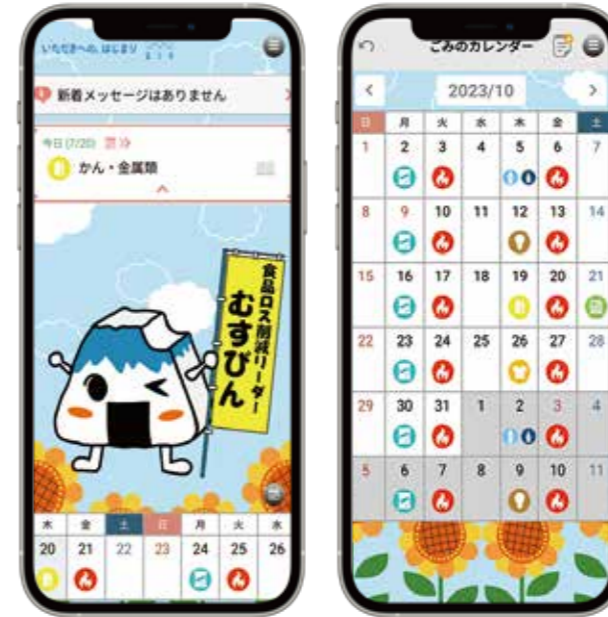 いただきへの、はじまり 富士市
新着メッセージはありません
今日(7/20)
かん・金属類
食品ロス削減リーダー
むすびん
木 金 土 日 月 火 水
20 21 22 23 24 25 26
ごみのカレンダー
< 2023/10 >
日 月 火 水 木 金 土
1 2 3 4 5 6 7
8 9 10 11 12 13 14
15 16 17 18 19 20 21
22 23 24 25 26 27 28
29 30 31 1 2 3 4
5 6 7 8 9 10 11